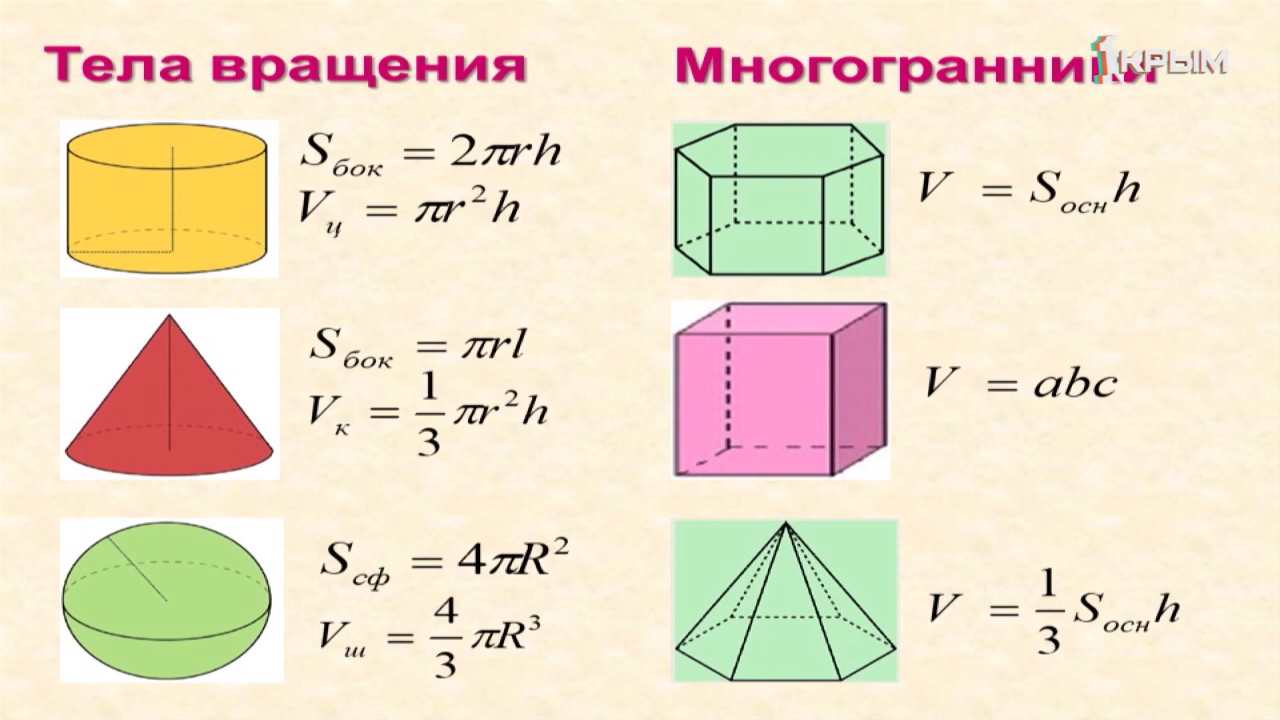 Тела вращения
S бок = 2πrh
V ц = πr²h
S бок = πrl
V к = 1/3 πr²h
S сф = 4πR²
V ш = 4/3 πR³
Многогранники
1 КРЫМ
V = S осн h
V = abc
V = 1/3 S осн h